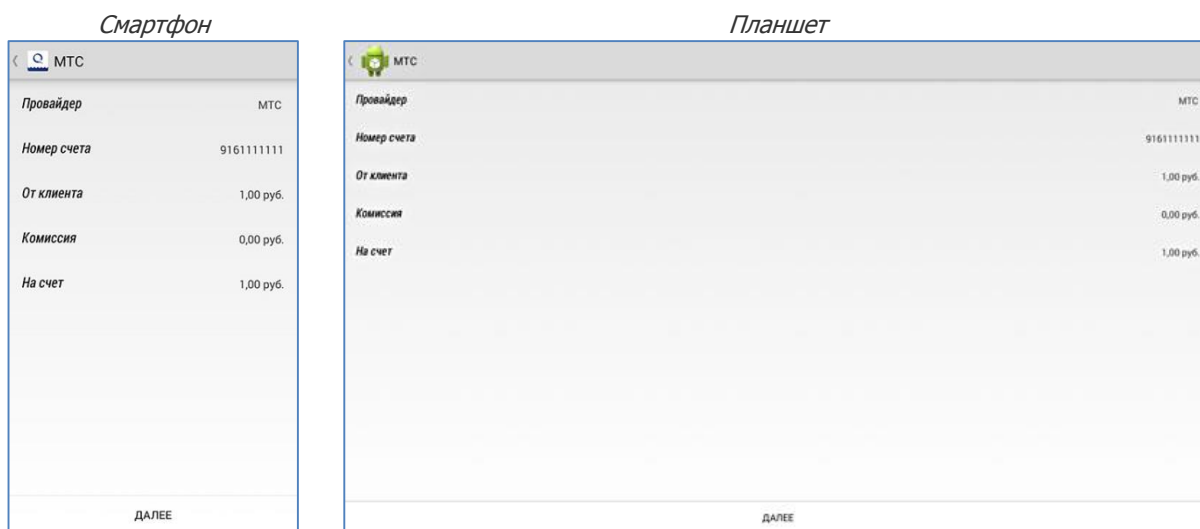 Смартфон
МТС
Провайдер МТС
Номер счета 9161111111
От клиента 1,00 руб.
Комиссия 0,00 руб.
На счет 1,00 руб.
ДАЛЕЕ
Планшет
МТС
Провайдер МТС
Номер счета 9161111111
От клиента 1,00 руб.
Комиссия 0,00 руб.
На счет 1,00 руб.
ДАЛЕЕ